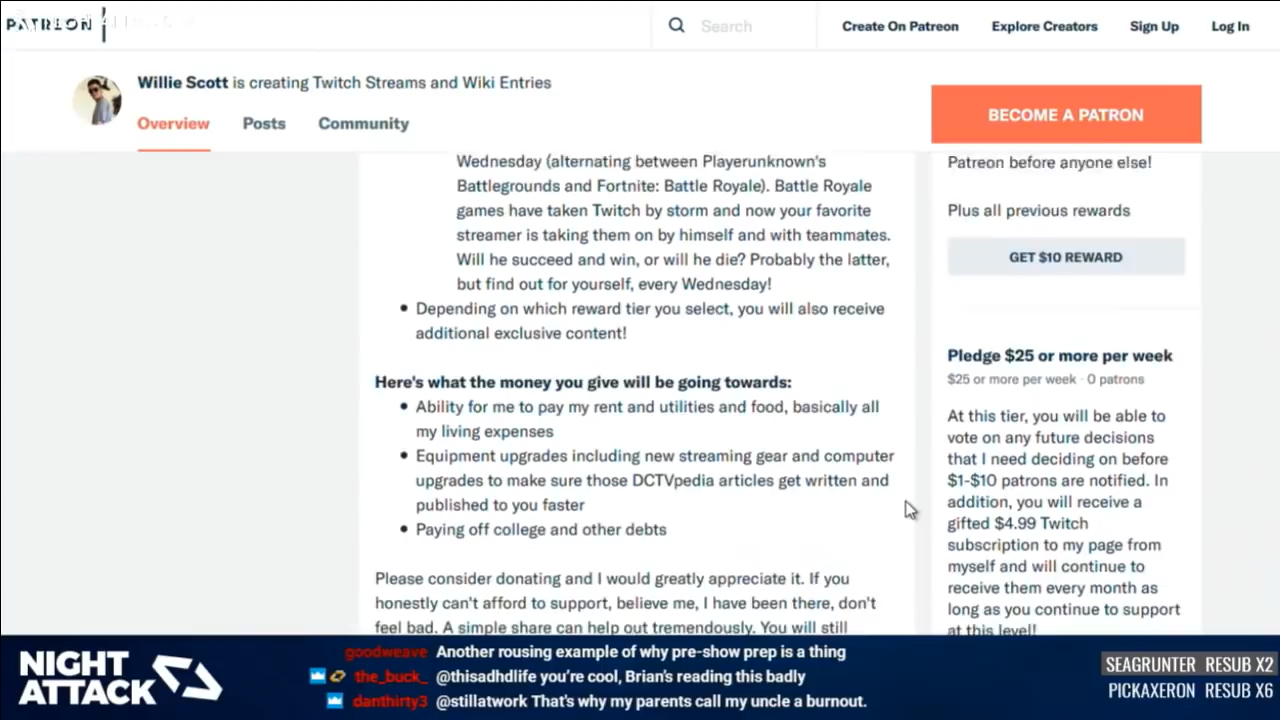 PATREON
Search
Create On Patreon
Explore Creators
Sign Up
Log In
Willie Scott is creating Twitch Streams and Wiki Entries
BECOME A PATRON
Overview
Posts
Community
Wednesday (alternating between Playerunknown's
Battlegrounds and Fortnite: Battle Royale). Battle Royale
games have taken Twitch by storm and now your favorite
streamer is taking them on by himself and with teammates.
Will he succeed and win, or will he die? Probably the latter,
but find out for yourself, every Wednesday!
Depending on which reward tier you select, you will also receive
additional exclusive content!
Here's what the money you give will be going towards:
Ability for me to pay my rent and utilities and food, basically all
my living expenses
Equipment upgrades including new streaming gear and computer
upgrades to make sure those DCTVpedia articles get written and
published to you faster
Paying off college and other debts
Please consider donating and I would greatly appreciate it. If you
honestly can't afford to support, believe me, I have been there, don't
feel bad. A simple share can help out tremendously. You will still
Patreon before anyone else!
Plus all previous rewards
GET $10 REWARD
Pledge $25 or more per week
$25 or more per week · 0 patrons
At this tier, you will be able to
vote on any future decisions
that I need deciding on before
$1-$10 patrons are notified. In
addition, you will receive a
gifted $4.99 Twitch
subscription to my page from
myself and will continue to
receive them every month as
long as you continue to support
at this level!
NIGHT
ATTACK
goodweave Another rousing example of why pre-show prep is a thing
the_buck_ @thisadhdlife you're cool, Brian's reading this badly
danthirty3 @stillatwork That's why my parents call my uncle a burnout.
SEAGRUNTER RESUB X2
PICKAXERON RESUB X6